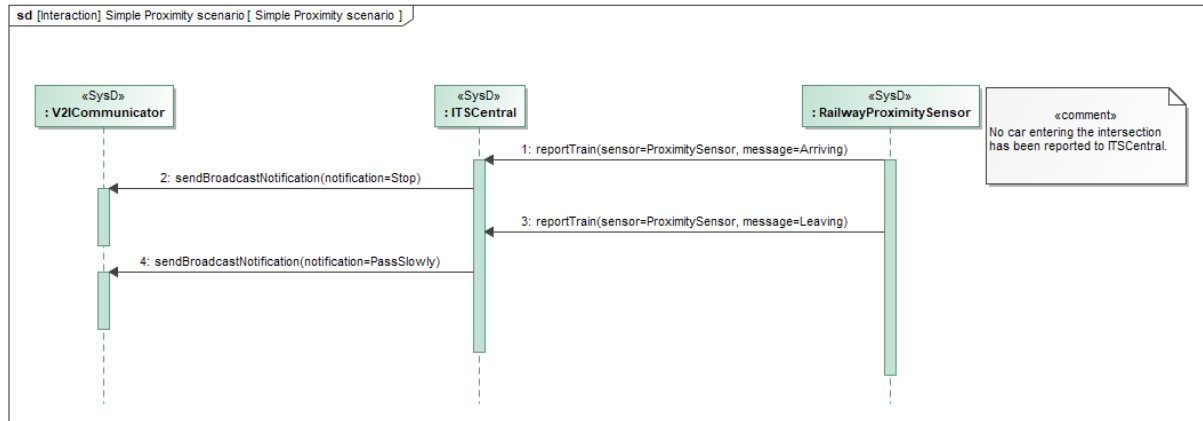 sd [Interaction] Simple Proximity scenario [ Simple Proximity scenario ]
«SysD»
: V2ICommunicator
«SysD»
: ITSCentral
«SysD»
: RailwayProximitySensor
«comment»
No car entering the intersection
has been reported to ITSCentral.
1: reportTrain(sensor=ProximitySensor, message=Arriving)
2: sendBroadcastNotification(notification=Stop)
3: reportTrain(sensor=ProximitySensor, message=Leaving)
4: sendBroadcastNotification(notification=PassSlowly)